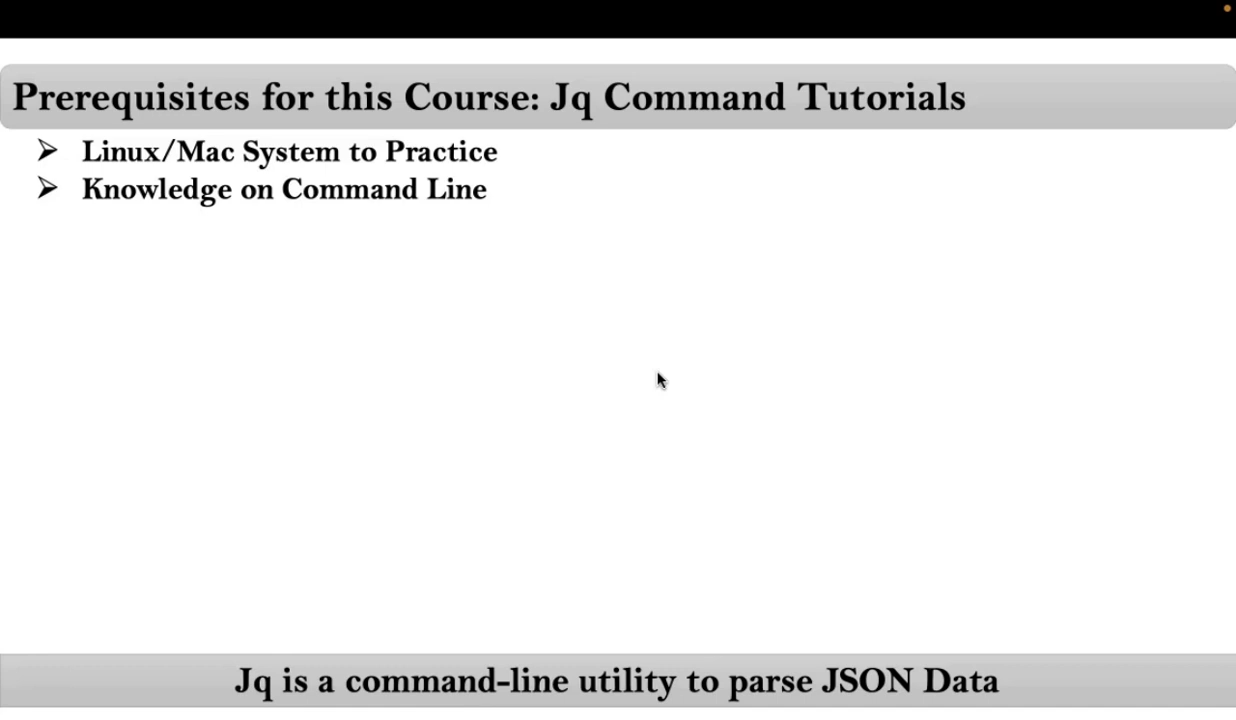 Prerequisites for this Course: Jq Command Tutorials
➢ Linux/Mac System to Practice
➢ Knowledge on Command Line
Jq is a command-line utility to parse JSON Data